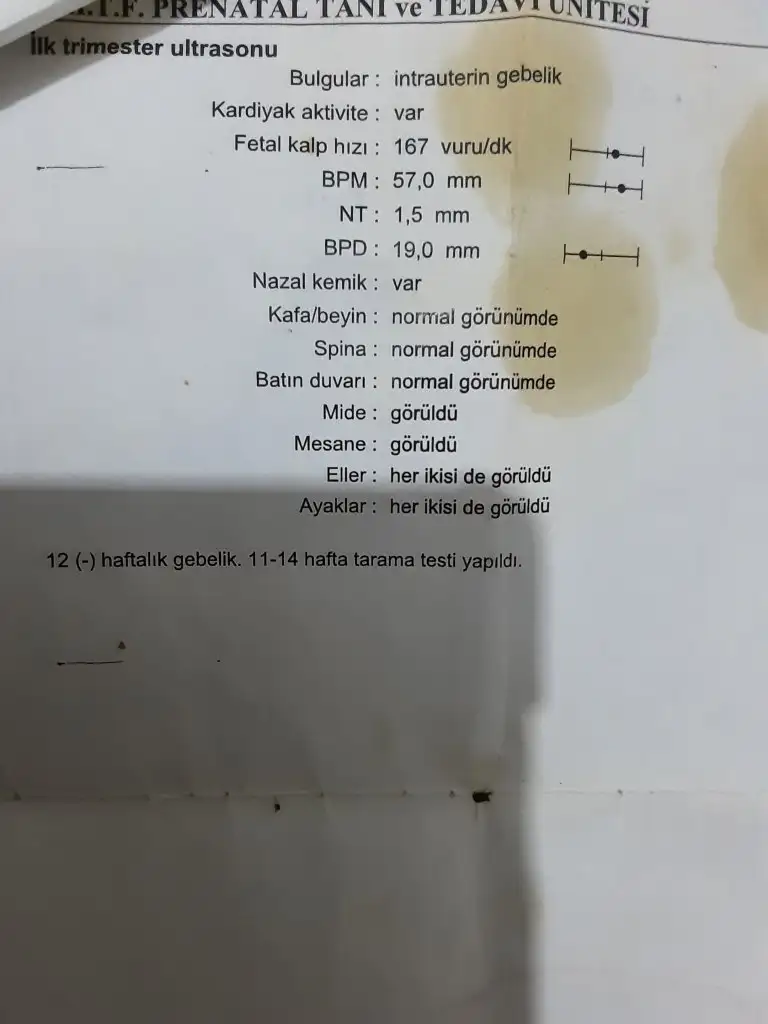 .T.F. PRENATAL TANI ve TEDAVİ ÜNİTESİ
İlk trimester ultrasonu
Bulgular : intrauterin gebelik
Kardiyak aktivite : var
Fetal kalp hızı : 167 vuru/dk
BPM : 57,0 mm
NT : 1,5 mm
BPD : 19,0 mm
Nazal kemik : var
Kafa/beyin : normal görünümde
Spina : normal görünümde
Batın duvarı : normal görünümde
Mide : görüldü
Mesane : görüldü
Eller : her ikisi de görüldü
Ayaklar : her ikisi de görüldü
12 (-) haftalık gebelik. 11-14 hafta tarama testi yapıldı.